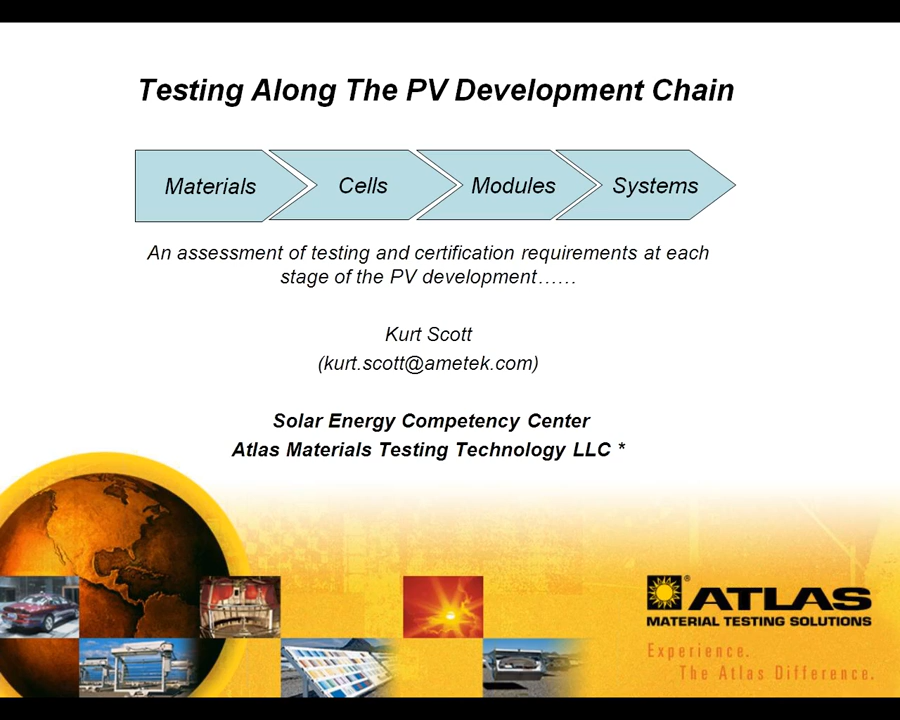 Testing Along The PV Development Chain
Materials
Cells
Modules
Systems
An assessment of testing and certification requirements at each
stage of the PV development……
Kurt Scott
(kurt.scott@ametek.com)
Solar Energy Competency Center
Atlas Materials Testing Technology LLC *
ATLAS®
MATERIAL TESTING SOLUTIONS
Experience.
The Atlas Difference.